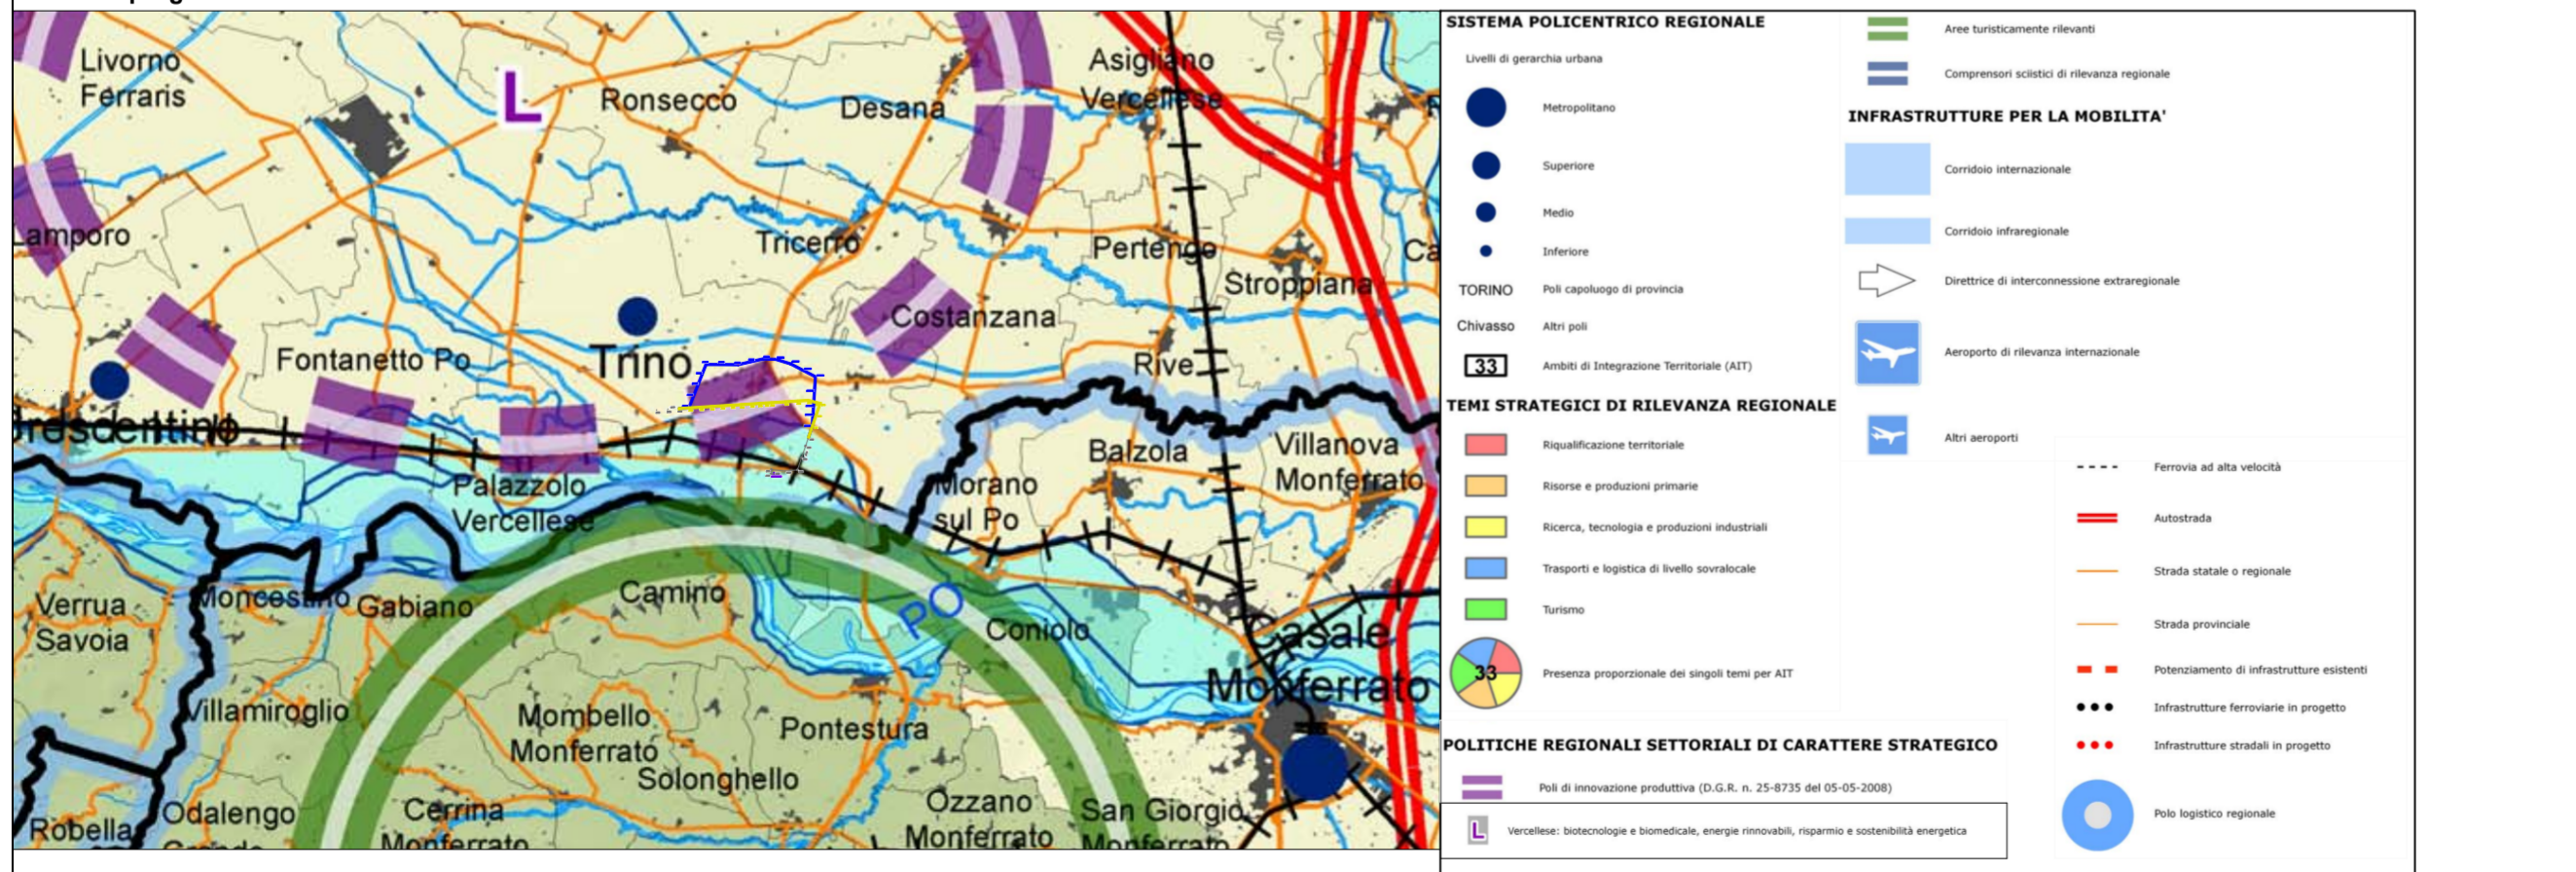 Livorno
Ferraris
L
Ronsecco
Desana
Asigliano
Vercellese
Lamporo
Tricerro
Pertengo
Stroppiana
Costanzana
Fontanetto Po
Trino
Rive
Balzola
Villanova
Monferrato
Palazzolo
Vercellese
Morano
sul Po
Verrua
Savoia
Moncestino
Gabiano
Camino
PO
Coniolo
Casale
Monferrato
Villamiroglio
Mombello
Monferrato
Pontestura
Solonghello
Odalengo
Cerrina
Monferrato
Ozzano
Monferrato
San Giorgio
Monferrato
Robella
SISTEMA POLICENTRICO REGIONALE
Livelli di gerarchia urbana
Metropolitano
Superiore
Medio
Inferiore
TORINO Poli capoluogo di provincia
Chivasso Altri poli
33 Ambiti di Integrazione Territoriale (AIT)
TEMI STRATEGICI DI RILEVANZA REGIONALE
Riqualificazione territoriale
Risorse e produzioni primarie
Ricerca, tecnologia e produzioni industriali
Trasporti e logistica di livello sovralocale
Turismo
33 Presenza proporzionale dei singoli temi per AIT
POLITICHE REGIONALI SETTORIALI DI CARATTERE STRATEGICO
Poli di innovazione produttiva (D.G.R. n. 25-8735 del 05-05-2008)
L Vercellese: biotecnologie e biomedicale, energie rinnovabili, risparmio e sostenibilità energetica
Aree turisticamente rilevanti
Comprensori sciistici di rilevanza regionale
INFRASTRUTTURE PER LA MOBILITA'
Corridoio internazionale
Corridoio infraregionale
Direttrice di interconnessione extraregionale
Aeroporto di rilevanza internazionale
Altri aeroporti
Ferrovia ad alta velocità
Autostrada
Strada statale o regionale
Strada provinciale
Potenziamento di infrastrutture esistenti
Infrastrutture ferroviarie in progetto
Infrastrutture stradali in progetto
Polo logistico regionale